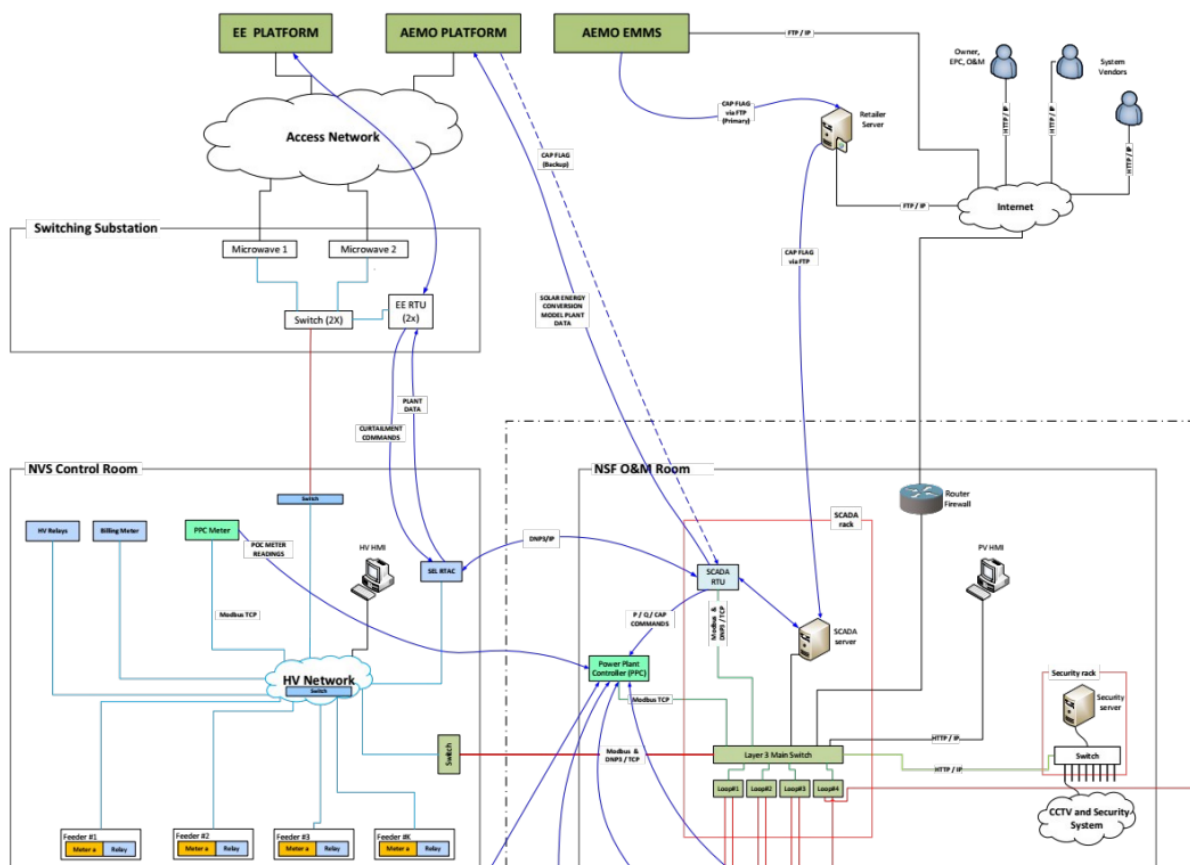 EE PLATFORM
AEMO PLATFORM
AEMO EMMS
FTP / IP
Owner,
EPC, O&M
System
Vendors
HTTP / IP
HTTP / IP
HTTP / IP
CAP FLAG
via FTP
(Primary)
Retailer
Server
Access Network
CAP FLAG
(Backup)
FTP / IP
Internet
Switching Substation
Microwave 1
Microwave 2
CAP FLAG
via FTP
EE RTU
(2x)
Switch (2X)
SOLAR ENERGY
CONVERSION
MODEL PLANT
DATA
PLANT
DATA
CURTAILMENT
COMMANDS
NVS Control Room
NSF O&M Room
Router
Firewall
Switch
SCADA
rack
HV Relays
Billing Meter
PPC Meter
POC METER
READINGS
HV HMI
DNP3/IP
PV HMI
SEL RTAC
SCADA
RTU
Modbus TCP
P / Q / CAP
COMMANDS
Modbus &
DNP3 / TCP
SCADA
server
Power Plant
Controller (PPC)
HV Network
Switch
Modbus TCP
Security rack
Security
server
Switch
Modbus &
DNP3 / TCP
Layer 3 Main Switch
HTTP / IP
HTTP / IP
Switch
Loop#1
Loop#2
Loop#3
Loop#4
CCTV and Security
System
Feeder #1
Meter a
Relay
Feeder #2
Meter a
Relay
Feeder #3
Meter a
Relay
Feeder #K
Meter a
Relay